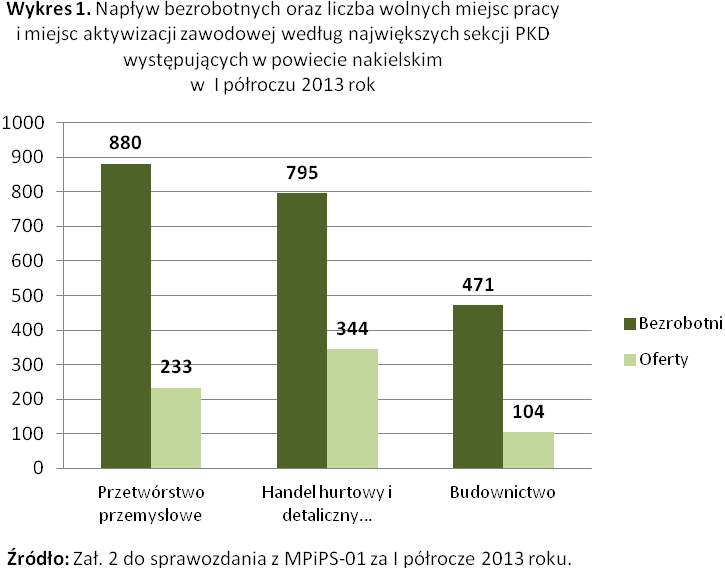 Wykres 1. Napływ bezrobotnych oraz liczba wolnych miejsc pracy
i miejsc aktywizacji zawodowej według największych sekcji PKD
występujących w powiecie nakielskim
w I półroczu 2013 rok
1000
900
800
700
600
500
400
300
200
100
0
880
233
795
344
471
104
Przetwórstwo
przemysłowe
Handel hurtowy i
detaliczny...
Budownictwo
Bezrobotni
Oferty
Źródło: Zał. 2 do sprawozdania z MPiPS-01 za I półrocze 2013 roku.